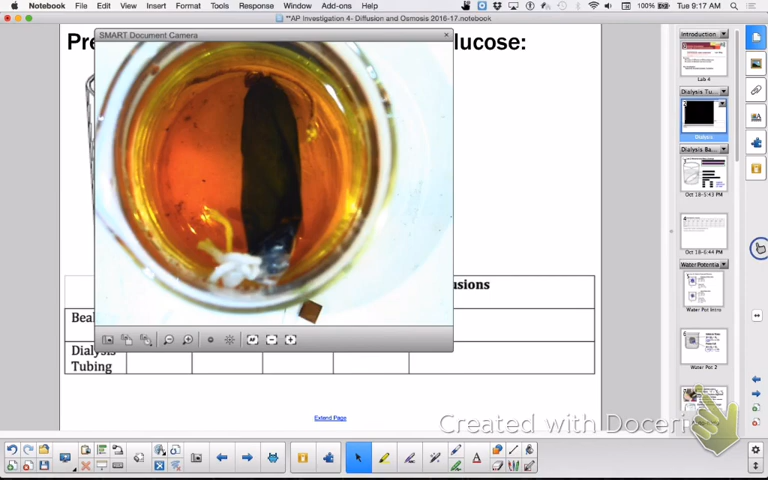 Notebook File Edit View Insert Format Tools Response Window Add-ons Help 100% Tue 9:17 AM
**AP Investigation 4- Diffusion and Osmosis 2016-17.notebook
Pre lucose:
SMART Document Camera
usions
Bea
Dialysis
Tubing
Extend Page
Created with Doceri
Introduction
Lab 4
Dialysis Tu
Dialysis
Dialysis Ba
Oct 18-5:43 PM
Oct 18-6:44 PM
Water Potential
Water Pot Intro
Water Pot 2